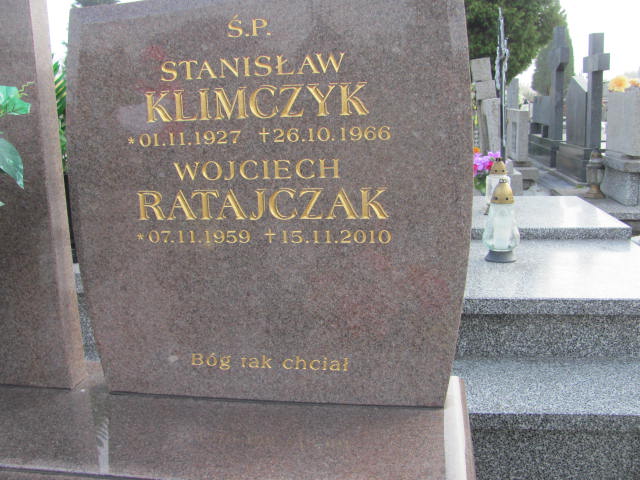 Ś.P.
STANISŁAW
KLIMCZYK
*01.11.1927 †26.10.1966
WOJCIECH
RATAJCZAK
*07.11.1959 †15.11.2010
Bóg tak chciał